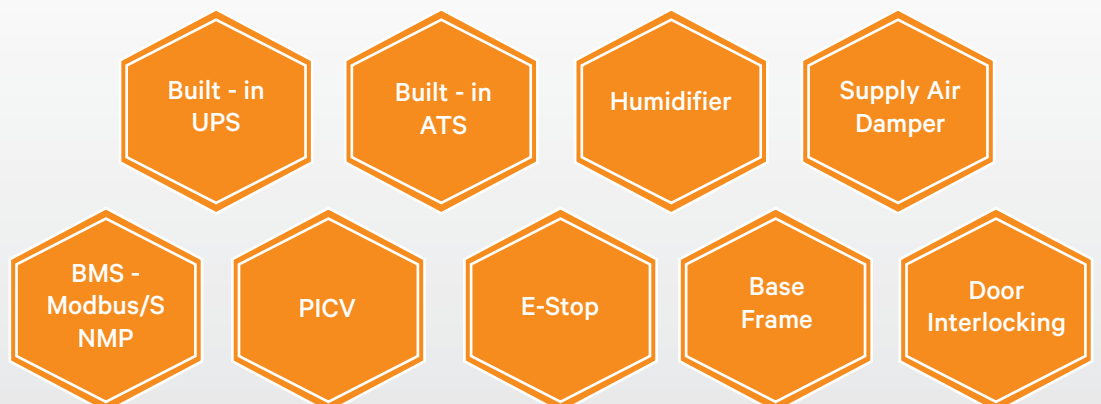 Built - in
UPS
Built - in
ATS
Humidifier
Supply Air
Damper
BMS -
Modbus/S
NMP
PICV
E-Stop
Base
Frame
Door
Interlocking